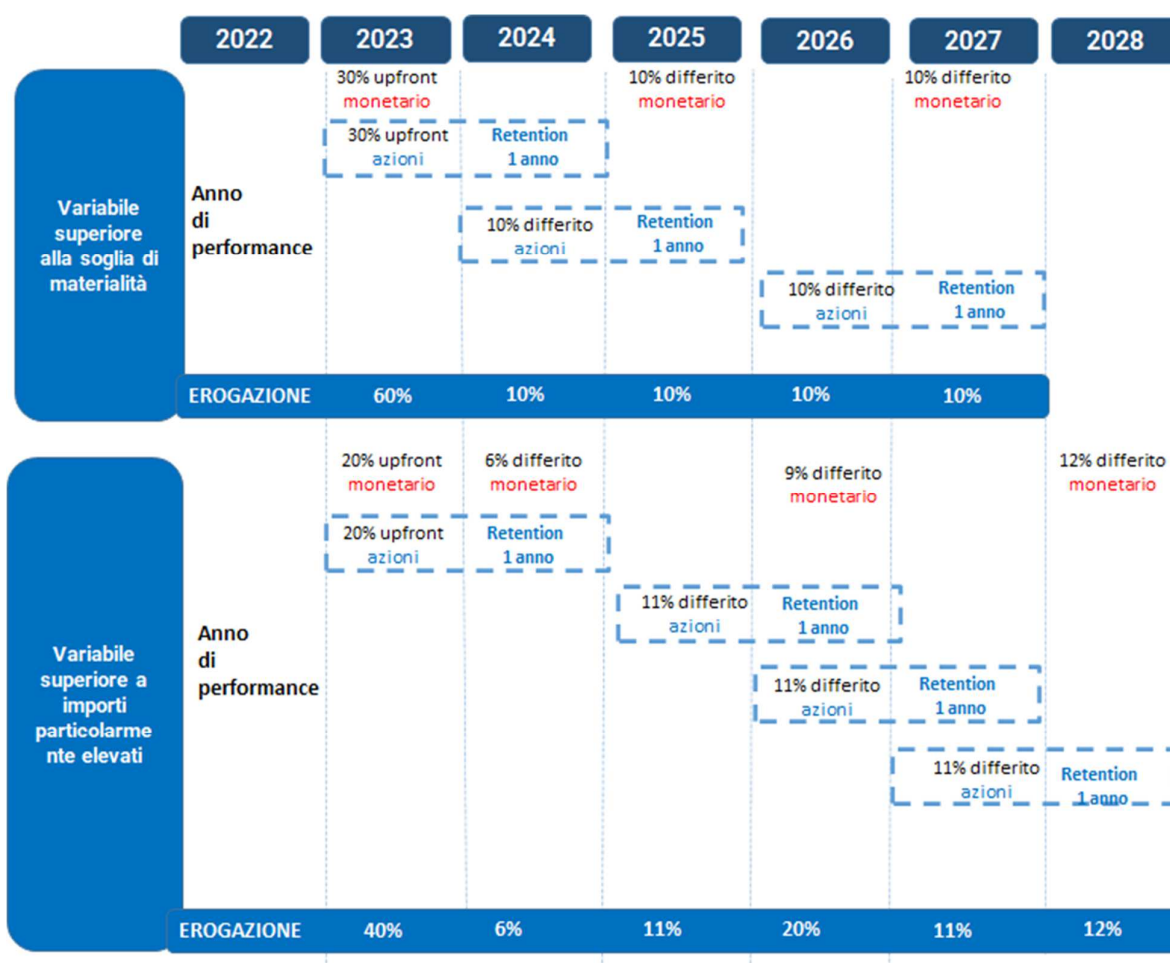 2022 2023 2024 2025 2026 2027 2028
30% upfront 10% differito 10% differito
monetario monetario monetario
30% upfront Retention
azioni 1 anno
Variabile
superiore
alla soglia di
materialità
Anno
di
performance
10% differito Retention
azioni 1 anno
10% differito Retention
azioni 1 anno
EROGAZIONE 60% 10% 10% 10% 10%
20% upfront 6% differito 9% differito 12% differito
monetario monetario monetario monetario
20% upfront Retention
azioni 1 anno
11% differito Retention
azioni 1 anno
Variabile
superiore a
importi
particolarme
nte elevati
Anno
di
performance
11% differito Retention
azioni 1 anno
11% differito Retention
azioni 1 anno
EROGAZIONE 40% 6% 11% 20% 11% 12%